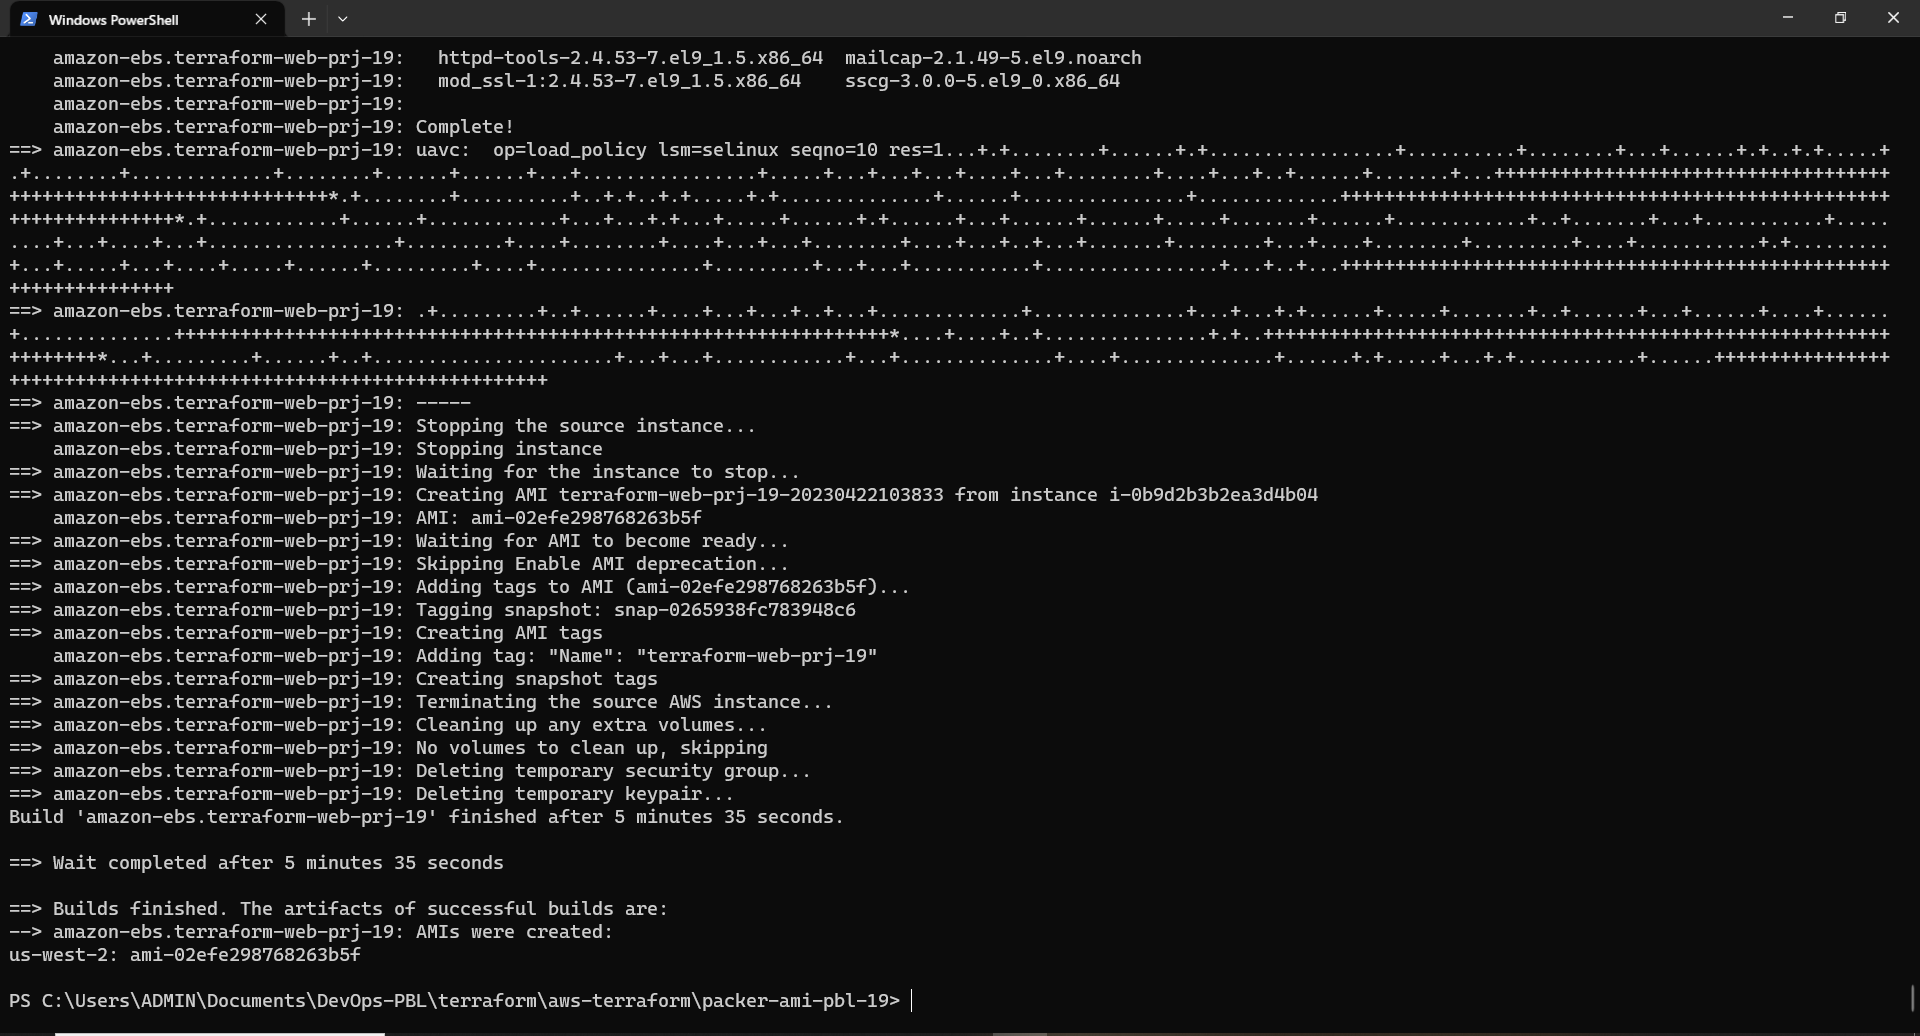 Windows PowerShell
    amazon-ebs.terraform-web-prj-19:   httpd-tools-2.4.53-7.el9_1.5.x86_64  mailcap-2.1.49-5.el9.noarch
    amazon-ebs.terraform-web-prj-19:   mod_ssl-1:2.4.53-7.el9_1.5.x86_64    sscg-3.0.0-5.el9_0.x86_64
    amazon-ebs.terraform-web-prj-19:
    amazon-ebs.terraform-web-prj-19: Complete!
==> amazon-ebs.terraform-web-prj-19: uavc:  op=load_policy lsm=selinux seqno=10 res=1
==> amazon-ebs.terraform-web-prj-19:
==> amazon-ebs.terraform-web-prj-19: -----
==> amazon-ebs.terraform-web-prj-19: Stopping the source instance...
    amazon-ebs.terraform-web-prj-19: Stopping instance
==> amazon-ebs.terraform-web-prj-19: Waiting for the instance to stop...
==> amazon-ebs.terraform-web-prj-19: Creating AMI terraform-web-prj-19-20230422103833 from instance i-0b9d2b3b2ea3d4b04
    amazon-ebs.terraform-web-prj-19: AMI: ami-02efe298768263b5f
==> amazon-ebs.terraform-web-prj-19: Waiting for AMI to become ready...
==> amazon-ebs.terraform-web-prj-19: Skipping Enable AMI deprecation...
==> amazon-ebs.terraform-web-prj-19: Adding tags to AMI (ami-02efe298768263b5f)...
==> amazon-ebs.terraform-web-prj-19: Tagging snapshot: snap-0265938fc783948c6
==> amazon-ebs.terraform-web-prj-19: Creating AMI tags
    amazon-ebs.terraform-web-prj-19: Adding tag: "Name": "terraform-web-prj-19"
==> amazon-ebs.terraform-web-prj-19: Creating snapshot tags
==> amazon-ebs.terraform-web-prj-19: Terminating the source AWS instance...
==> amazon-ebs.terraform-web-prj-19: Cleaning up any extra volumes...
==> amazon-ebs.terraform-web-prj-19: No volumes to clean up, skipping
==> amazon-ebs.terraform-web-prj-19: Deleting temporary security group...
==> amazon-ebs.terraform-web-prj-19: Deleting temporary keypair...
Build 'amazon-ebs.terraform-web-prj-19' finished after 5 minutes 35 seconds.
==> Wait completed after 5 minutes 35 seconds
==> Builds finished. The artifacts of successful builds are:
--> amazon-ebs.terraform-web-prj-19: AMIs were created:
us-west-2: ami-02efe298768263b5f
PS C:\Users\ADMIN\Documents\DevOps-PBL\terraform\aws-terraform\packer-ami-pbl-19>